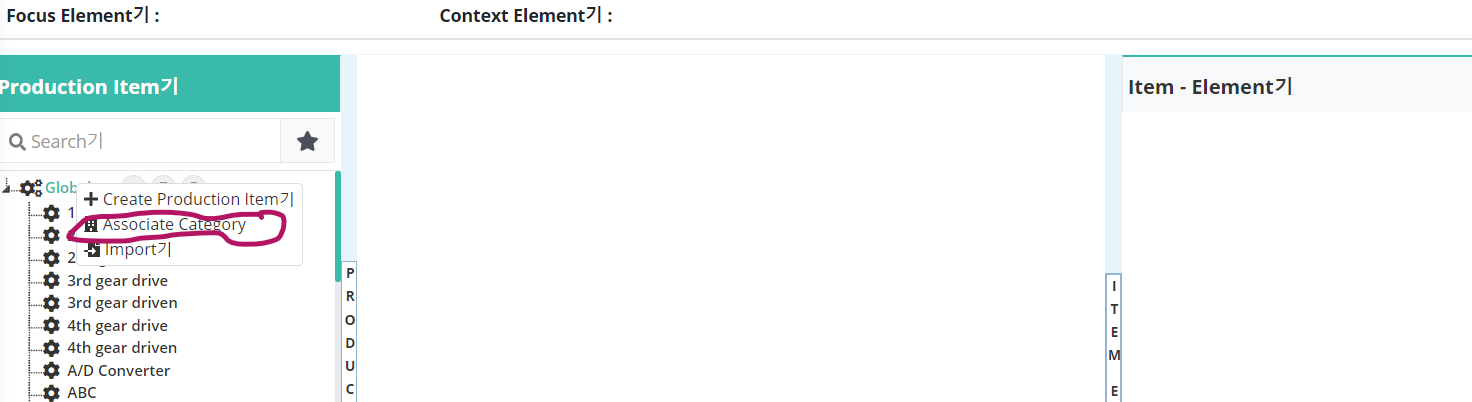 Focus Element기 :
Context Element기 :
Production Item기
Item - Element기
Search기
Create Production Item기
Associate Category
Import기
3rd gear drive
3rd gear driven
4th gear drive
4th gear driven
A/D Converter
ABC
P
R
O
D
U
C
I
T
E
M
E